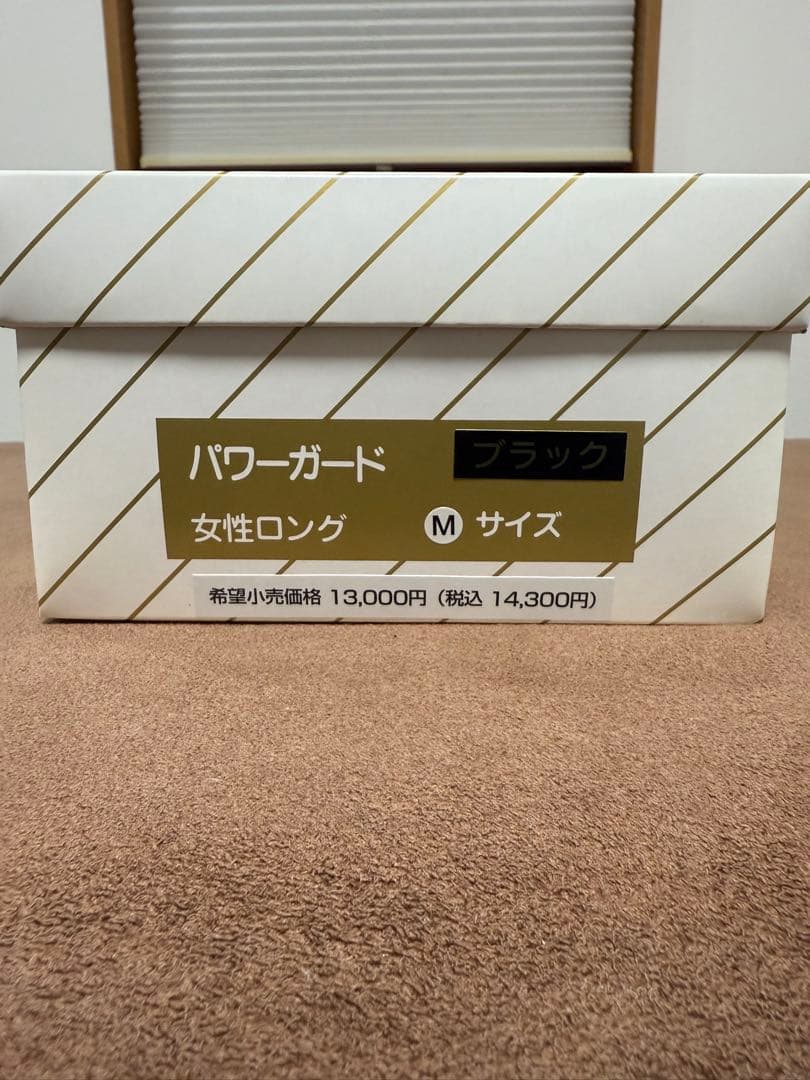 パワーガード ブラック
女性ロング Ⓜ サイズ
希望小売価格 13,000円（税込 14,300円）